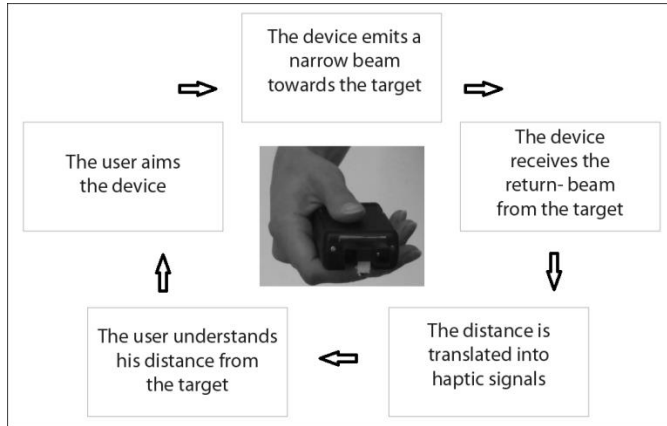 The device emits a
narrow beam
towards the target
The user aims
the device
The device
receives the
return- beam
from the target
The user understands
his distance from
the target
The distance is
translated into
haptic signals